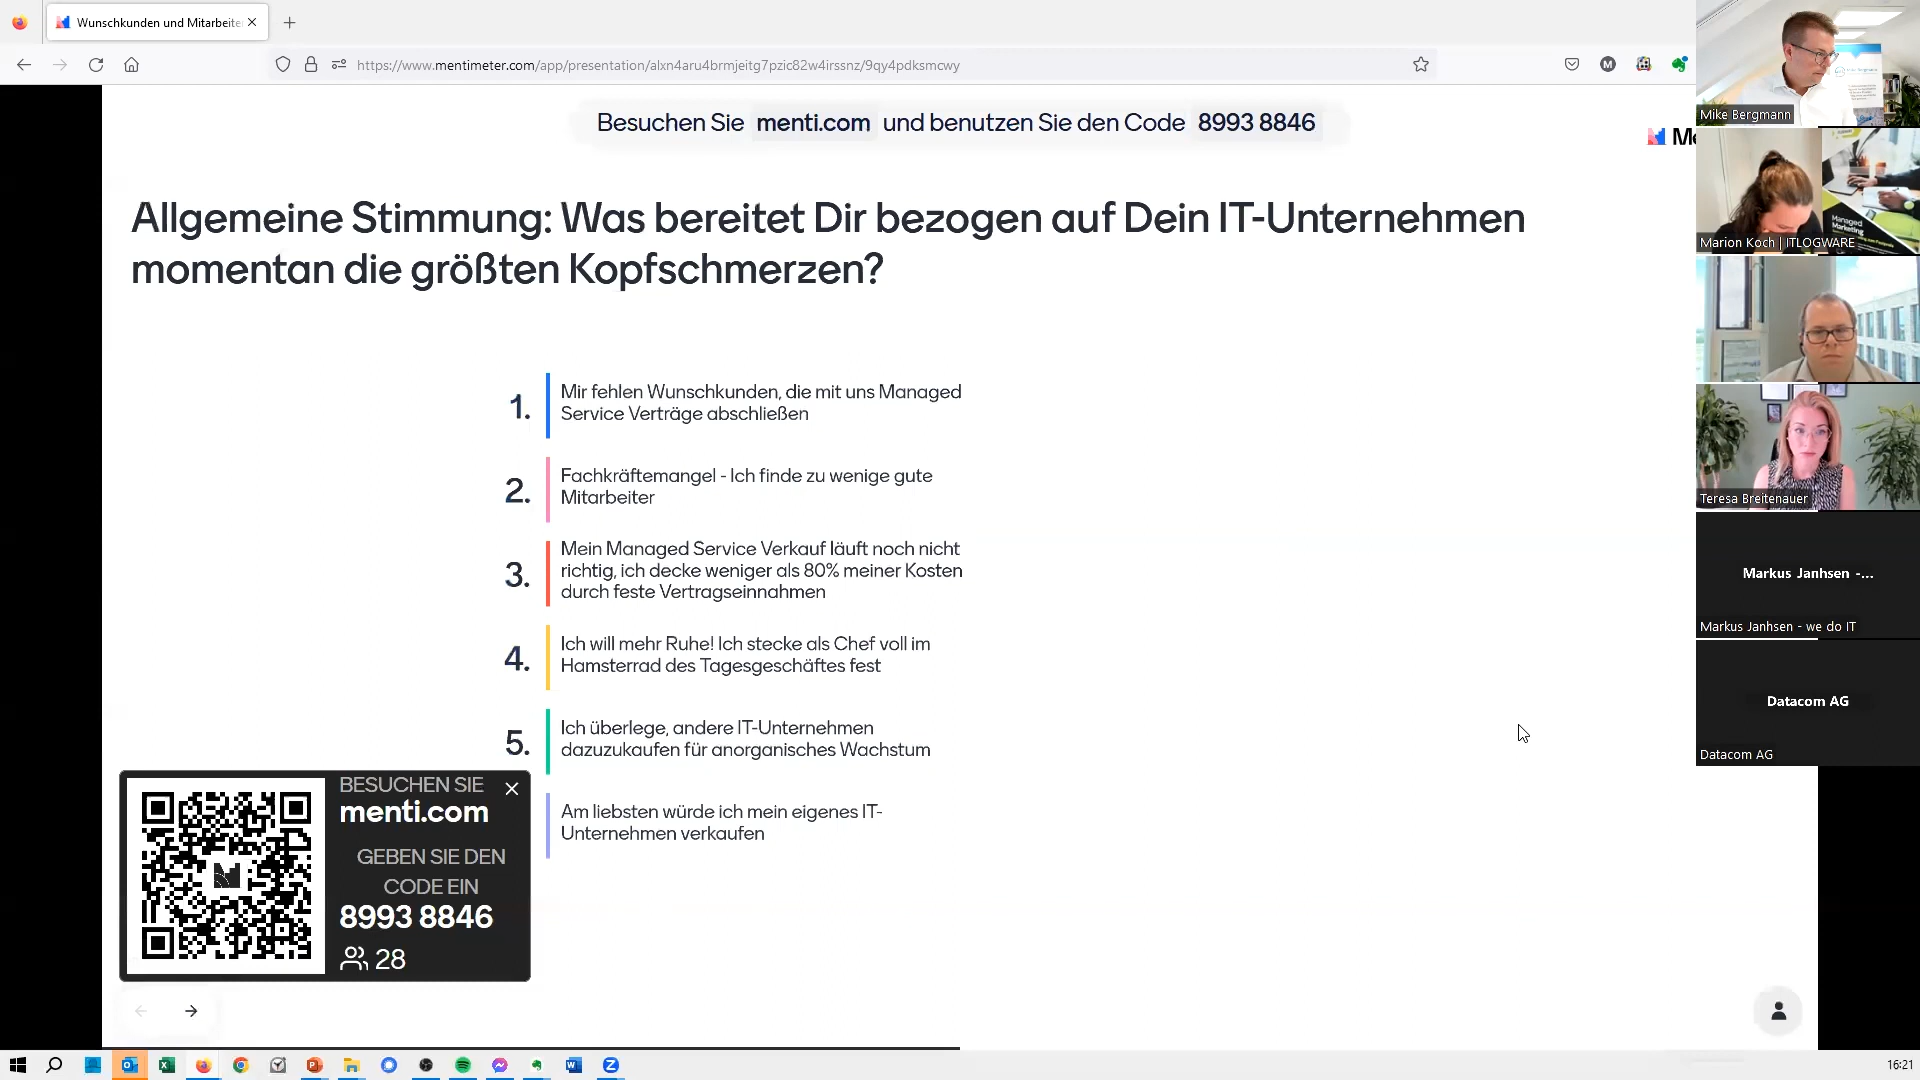 Wunschkunden und Mitarbeite
https://www.mentimeter.com/app/presentation/alxn4aru4brmjeitg7pzic82w4irssnz/9qy4pdksmcwy
Besuchen Sie menti.com und benutzen Sie den Code 8993 8846
Allgemeine Stimmung: Was bereitet Dir bezogen auf Dein IT-Unternehmen
momentan die größten Kopfschmerzen?
1.
Mir fehlen Wunschkunden, die mit uns Managed
Service Verträge abschließen
2.
Fachkräftemangel - Ich finde zu wenige gute
Mitarbeiter
3.
Mein Managed Service Verkauf läuft noch nicht
richtig, ich decke weniger als 80% meiner Kosten
durch feste Vertragseinnahmen
4.
Ich will mehr Ruhe! Ich stecke als Chef voll im
Hamsterrad des Tagesgeschäftes fest
5.
Ich überlege, andere IT-Unternehmen
dazuzukaufen für anorganisches Wachstum
Am liebsten würde ich mein eigenes IT-
Unternehmen verkaufen
BESUCHEN SIE
menti.com
GEBEN SIE DEN
CODE EIN
8993 8846
28
Mike Bergmann
Managed
Marketing
Marion Koch | ITLOGWARE
Teresa Breitenauer
Markus Janhsen -...
Markus Janhsen - we do IT
Datacom AG
Datacom AG
16:21